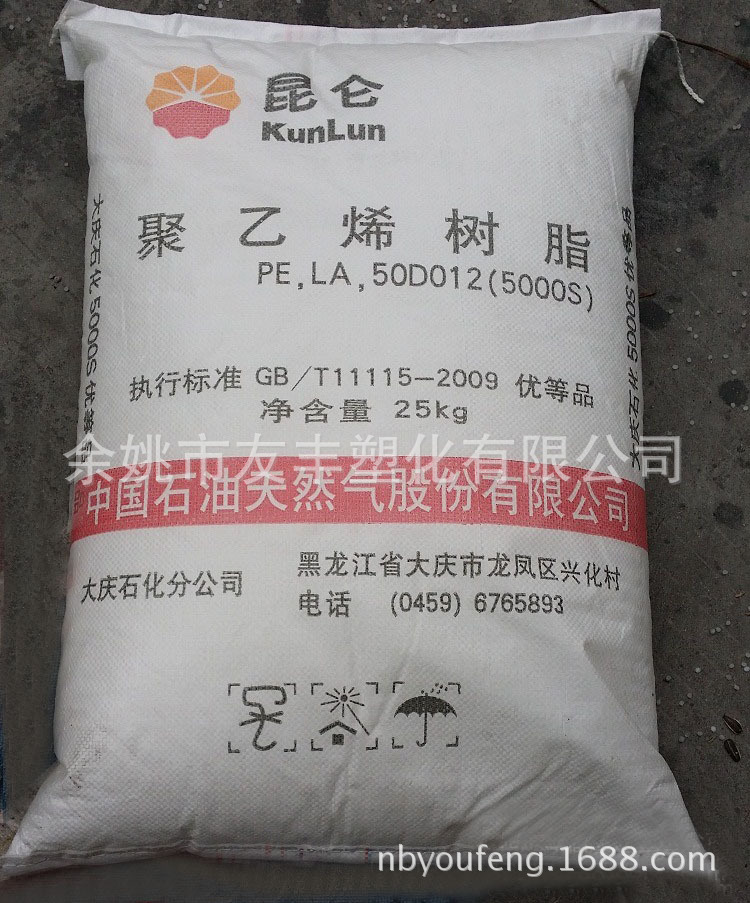 昆仑
KunLun
聚乙烯树脂
PE,LA,50D012(5000S)
执行标准 GB/T11115-2009 优等品
净含量 25kg
余姚市友丰塑化有限公司
中国石油天然气股份有限公司
大庆石化分公司
黑龙江省大庆市龙凤区兴化村
电话 (0459) 6765893
大庆石化 5000S 优等
大庆石化 5000S
nbyoufeng.1688.com